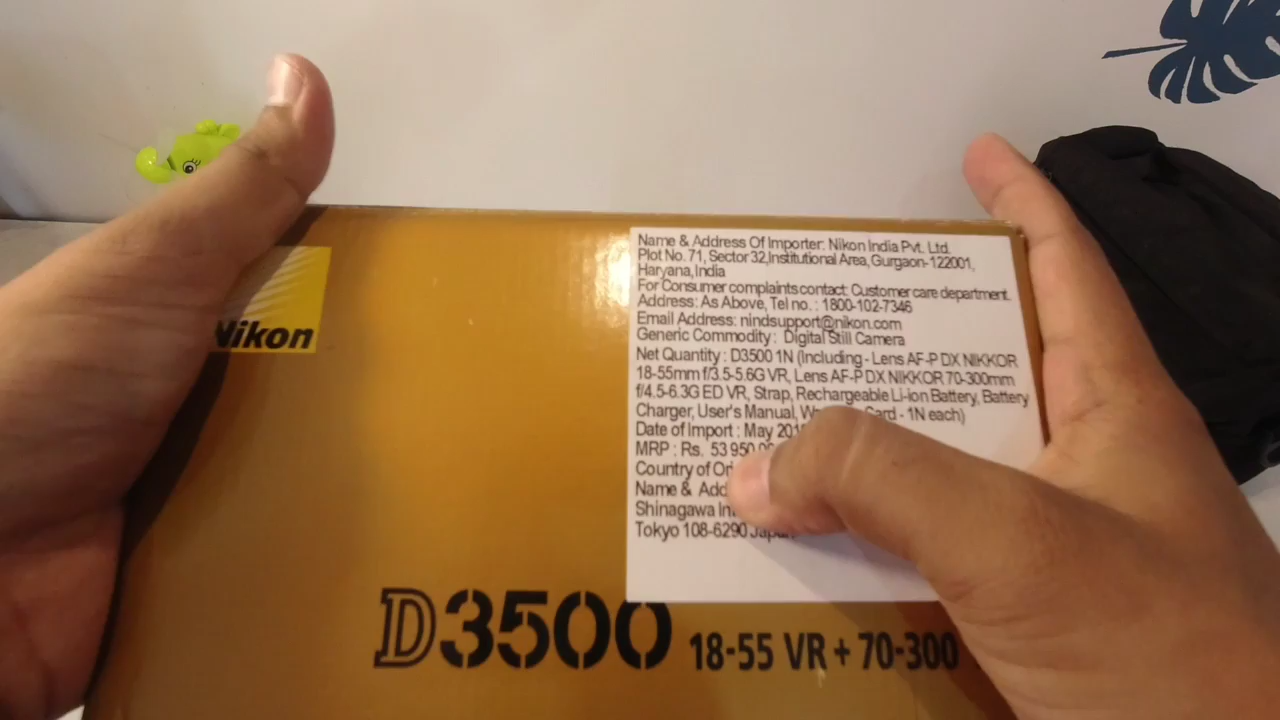 Nikon
Name & Address Of Importer: Nikon India Pvt. Ltd.
Plot No. 71, Sector 32,Institutional Area, Gurgaon-122001,
Haryana, India
For Consumer complaints contact: Customer care department.
Address: As Above, Tel no. : 1800-102-7346
Email Address: nindsupport@nikon.com
Generic Commodity : Digital Still Camera
Net Quantity : D3500 1N (Including - Lens AF-P DX NIKKOR
18-55mm f/3.5-5.6G VR, Lens AF-P DX NIKKOR 70-300mm
f/4.5-6.3G ED VR, Strap, Rechargeable Li-ion Battery, Battery
Charger, User's Manual, Card - 1N each)
Date of Import : May
MRP : Rs. 53 950
Country of
Name &
Shinagawa
Tokyo 108-6290 Japan
D3500 18-55 VR + 70-300